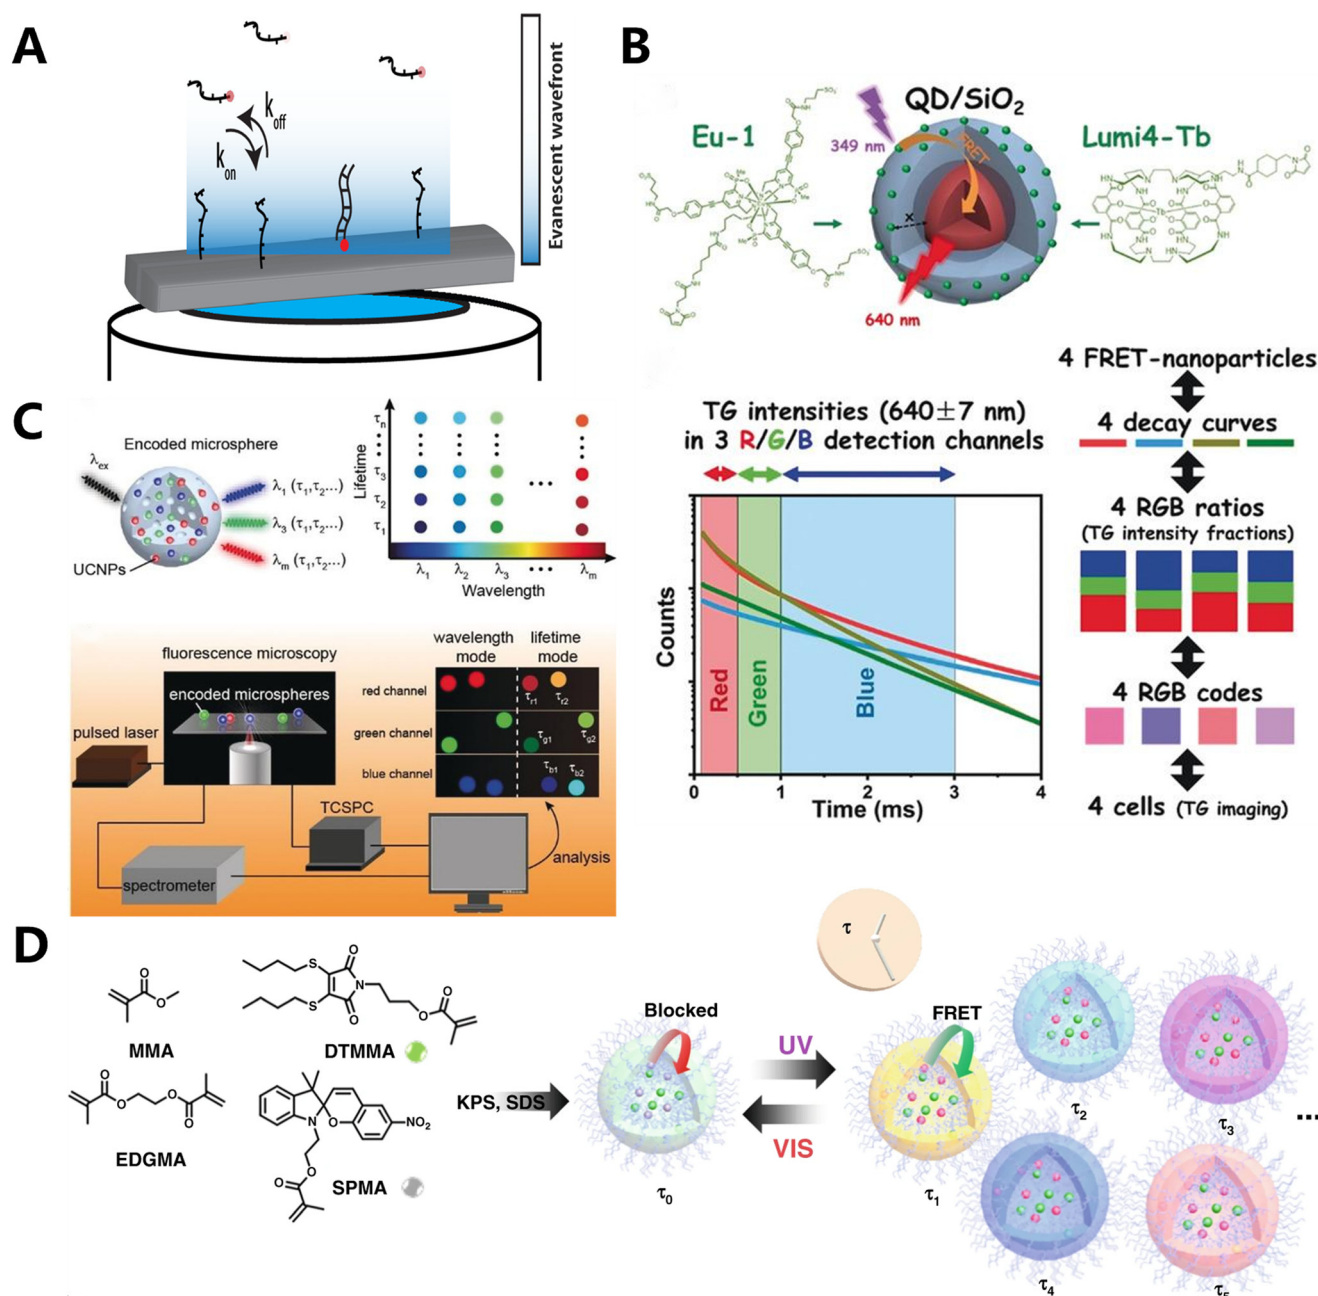 A
k
off
k
on
Evanescent wavefront
B
QD/SiO2
349 nm
FRET
Eu-1
Lumi4-Tb
x
640 nm
TG intensities (640±7 nm)
in 3 R/G/B detection channels
Counts
Red
Green
Blue
0
1
2
3
4
Time (ms)
4 FRET-nanoparticles
4 decay curves
4 RGB ratios
(TG intensity fractions)
4 RGB codes
4 cells (TG imaging)
C
Encoded microsphere
λex
λ1 (τ1,τ2...)
λ3 (τ1,τ2...)
λm (τ1,τ2...)
UCNPs
Lifetime
τn
τ3
τ2
τ1
λ1
λ2
λ3
λm
Wavelength
fluorescence microscopy
encoded microspheres
pulsed laser
TCSPC
spectrometer
analysis
wavelength mode
lifetime mode
red channel
τr1
τr2
green channel
τg1
τg2
blue channel
τb1
τb2
D
MMA
DTMMA
EDGMA
SPMA
NO2
KPS, SDS
Blocked
τ0
UV
VIS
τ
FRET
τ1
τ2
τ3
τ4
τ5
...